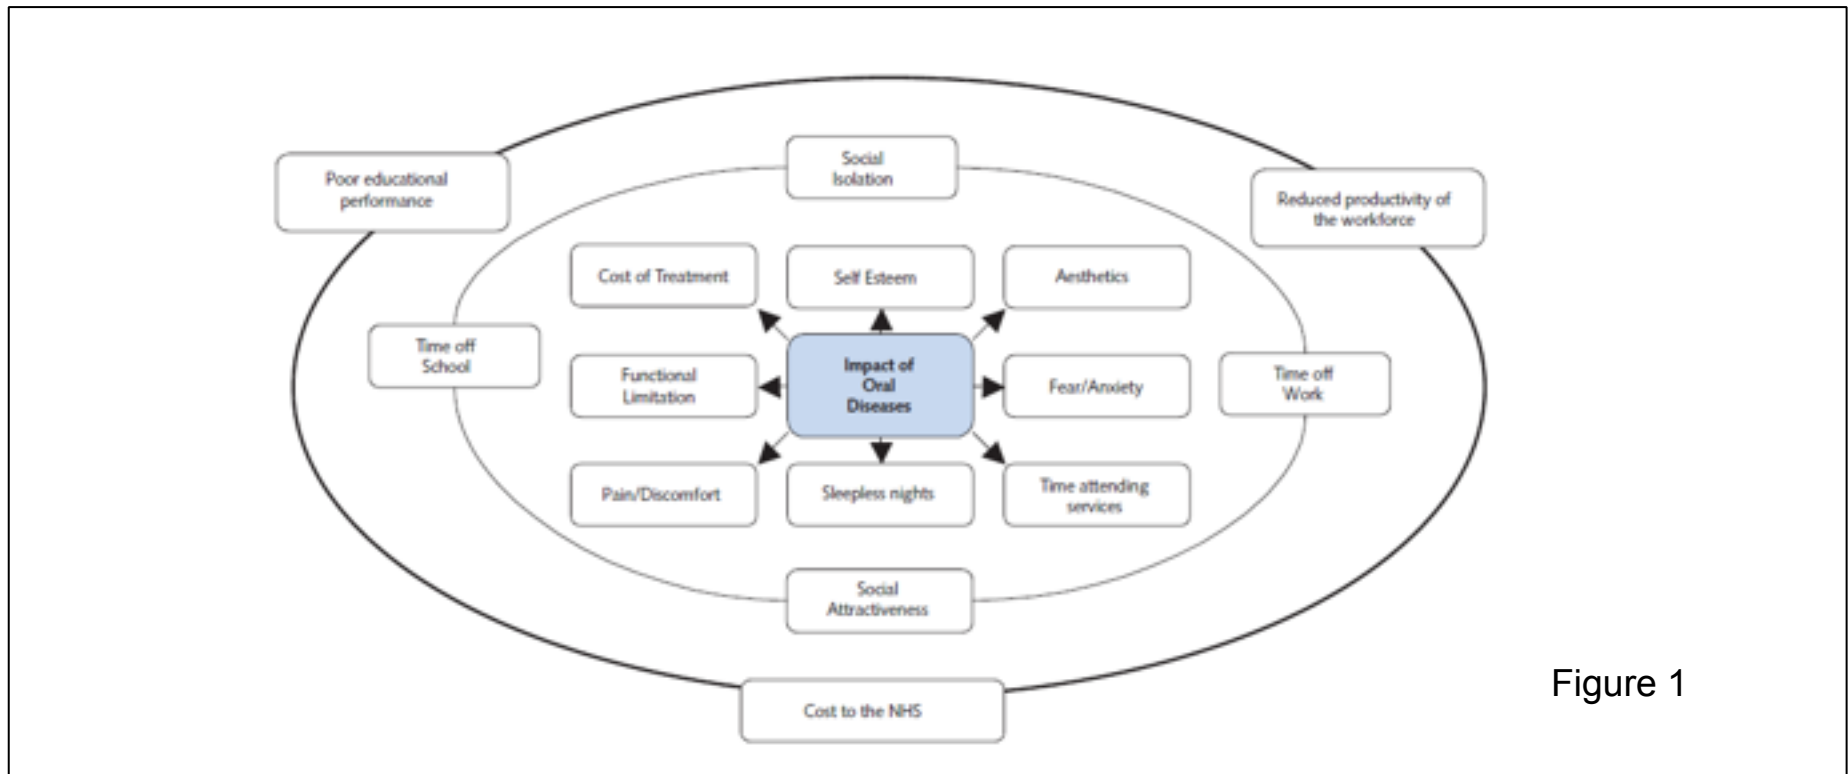 Social
Isolation
Poor educational
performance
Reduced productivity of
the workforce
Cost of Treatment
Self Esteem
Aesthetics
Time off
School
Functional
Limitation
Impact of
Oral
Diseases
Fear/Anxiety
Time off
Work
Pain/Discomfort
Sleepless nights
Time attending
services
Social
Attractiveness
Cost to the NHS
Figure 1